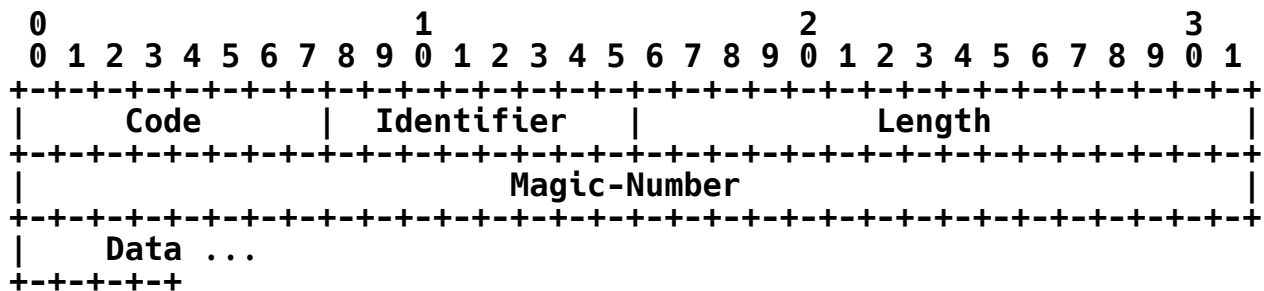 0                   1                   2                   3
 0 1 2 3 4 5 6 7 8 9 0 1 2 3 4 5 6 7 8 9 0 1 2 3 4 5 6 7 8 9 0 1
+-+-+-+-+-+-+-+-+-+-+-+-+-+-+-+-+-+-+-+-+-+-+-+-+-+-+-+-+-+-+-+-+
|     Code      |  Identifier   |            Length             |
+-+-+-+-+-+-+-+-+-+-+-+-+-+-+-+-+-+-+-+-+-+-+-+-+-+-+-+-+-+-+-+-+
|                         Magic-Number                          |
+-+-+-+-+-+-+-+-+-+-+-+-+-+-+-+-+-+-+-+-+-+-+-+-+-+-+-+-+-+-+-+-+
|    Data ...
+-+-+-+-+